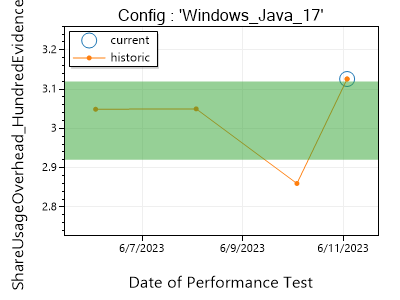 Config : 'Windows_Java_17'
ShareUsageOverhead_HundredEvidence
current
historic
3.2
3.1
3
2.9
2.8
6/7/2023
6/9/2023
6/11/2023
Date of Performance Test